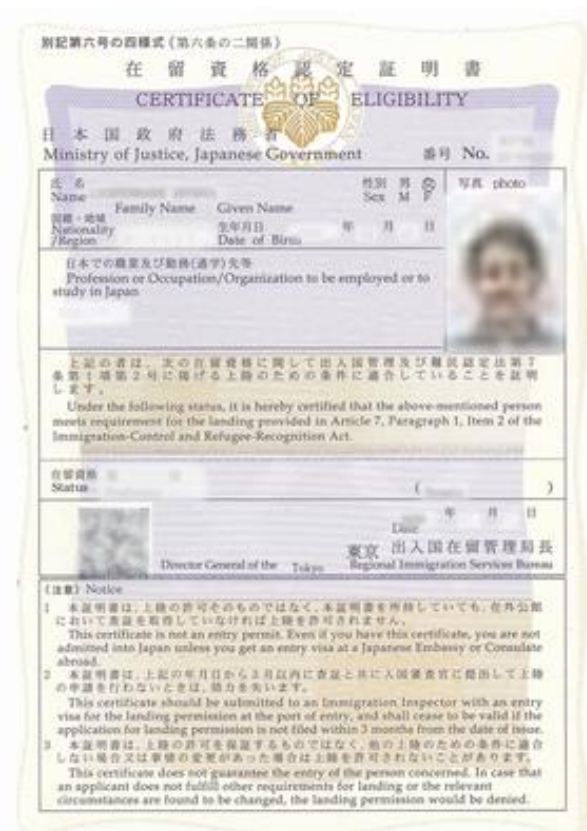 別記第六号の四様式(第六条の二関係)
在留資格認定証明書
CERTIFICATE OF ELIGIBILITY
日本国政府法務省
Ministry of Justice, Japanese Government 番号 No.
氏名 性別 男 女 写真 photo
Name Sex M F
Family Name Given Name
国籍・地域 生年月日 年 月 日
Nationality Date of Birth
/Region
日本での職業及び勤務(通学)先等
Profession or Occupation/Organization to be employed or to
study in Japan
上記の者は、次の在留資格に関して出入国管理及び難民認定法第7
条第1項第2号に掲げる上陸のための条件に適合していることを証明
します。
Under the following status, it is hereby certified that the above-mentioned person
meets requirement for the landing provided in Article 7, Paragraph 1, Item 2 of the
Immigration-Control and Refugee-Recognition Act.
在留資格
Status ( )
年 月 日
Date
東京 出入国在留管理局長
Director General of the Tokyo Regional Immigration Services Bureau
(注意) Notice
1 本証明書は、上陸の許可そのものではなく、本証明書を所持していても、在外公館
において査証を取得していなければ上陸を許可されません。
This certificate is not an entry permit. Even if you have this certificate, you are not
admitted into Japan unless you get an entry visa at a Japanese Embassy or Consulate
abroad.
2 本証明書は、上記の年月日から3月以内に査証と共に入国審査官に提出して上陸
の申請を行わないときは、効力を失います。
This certificate should be submitted to an Immigration Inspector with an entry
visa for the landing permission at the port of entry, and shall cease to be valid if the
application for landing permission is not filed within 3 months from the date of issue.
3 本証明書は、上陸の許可を保証するものではなく、他の上陸のための条件に適合
しない場合又は事情の変更があった場合は上陸を許可されないことがあります。
This certificate does not guarantee the entry of the person concerned. In case that
an applicant does not fulfill other requirements for landing or the relevant
circumstances are found to be changed, the landing permission would be denied.